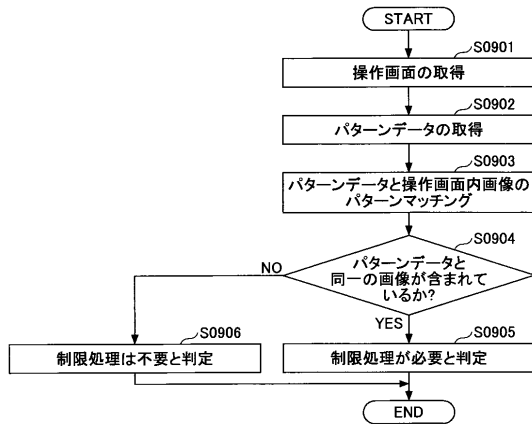 START
S0901
操作画面の取得
S0902
パターンデータの取得
S0903
パターンデータと操作画面内画像の
パターンマッチング
S0904
パターンデータと
同一の画像が含まれて
いるか?
NO
YES
S0906
制限処理は不要と判定
S0905
制限処理が必要と判定
END